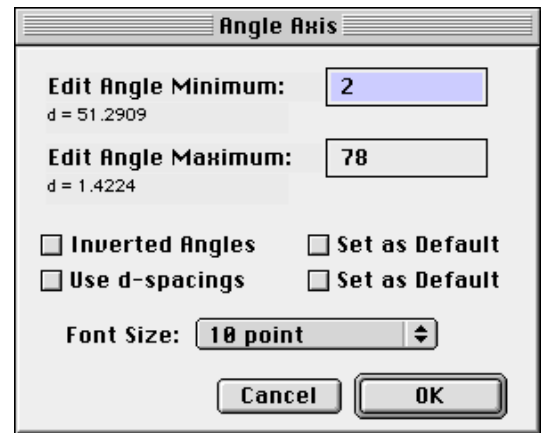 Angle Axis
Edit Angle Minimum: 2
d = 51.2909
Edit Angle Maximum: 78
d = 1.4224
Inverted Angles Set as Default
Use d-spacings Set as Default
Font Size: 10 point
Cancel OK